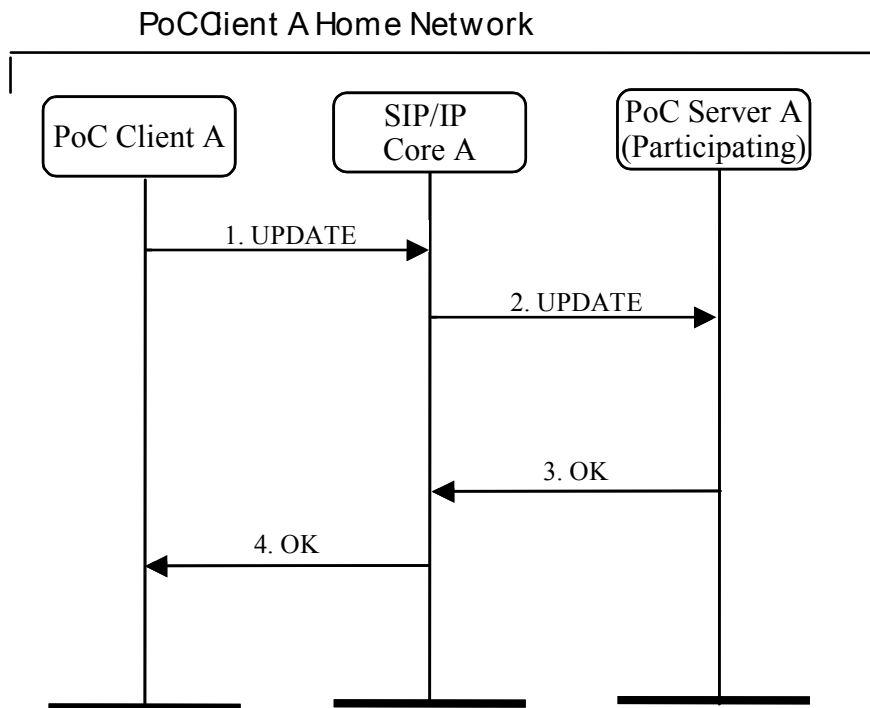 PoCClient A Home Network
PoC Client A
SIP/IP
Core A
PoC Server A
(Participating)
1. UPDATE
2. UPDATE
3. OK
4. OK